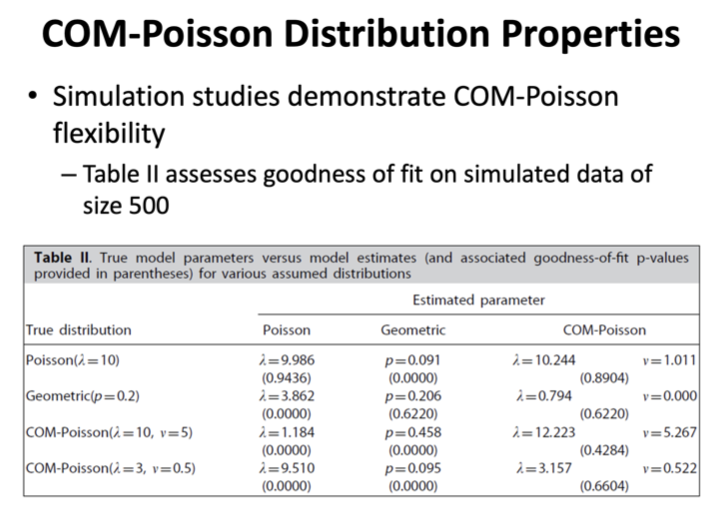 COM-Poisson Distribution Properties
• Simulation studies demonstrate COM-Poisson
flexibility
– Table II assesses goodness of fit on simulated data of
size 500
Table II. True model parameters versus model estimates (and associated goodness-of-fit p-values
provided in parentheses) for various assumed distributions
Estimated parameter
True distribution Poisson Geometric COM-Poisson
Poisson(λ=10) λ=9.986 p=0.091 λ=10.244 ν=1.011
(0.9436) (0.0000) (0.8904)
Geometric(p=0.2) λ=3.862 p=0.206 λ=0.794 ν=0.000
(0.0000) (0.6220) (0.6220)
COM-Poisson(λ=10, ν=5) λ=1.184 p=0.458 λ=12.223 ν=5.267
(0.0000) (0.0000) (0.4284)
COM-Poisson(λ=3, ν=0.5) λ=9.510 p=0.095 λ=3.157 ν=0.522
(0.0000) (0.0000) (0.6604)